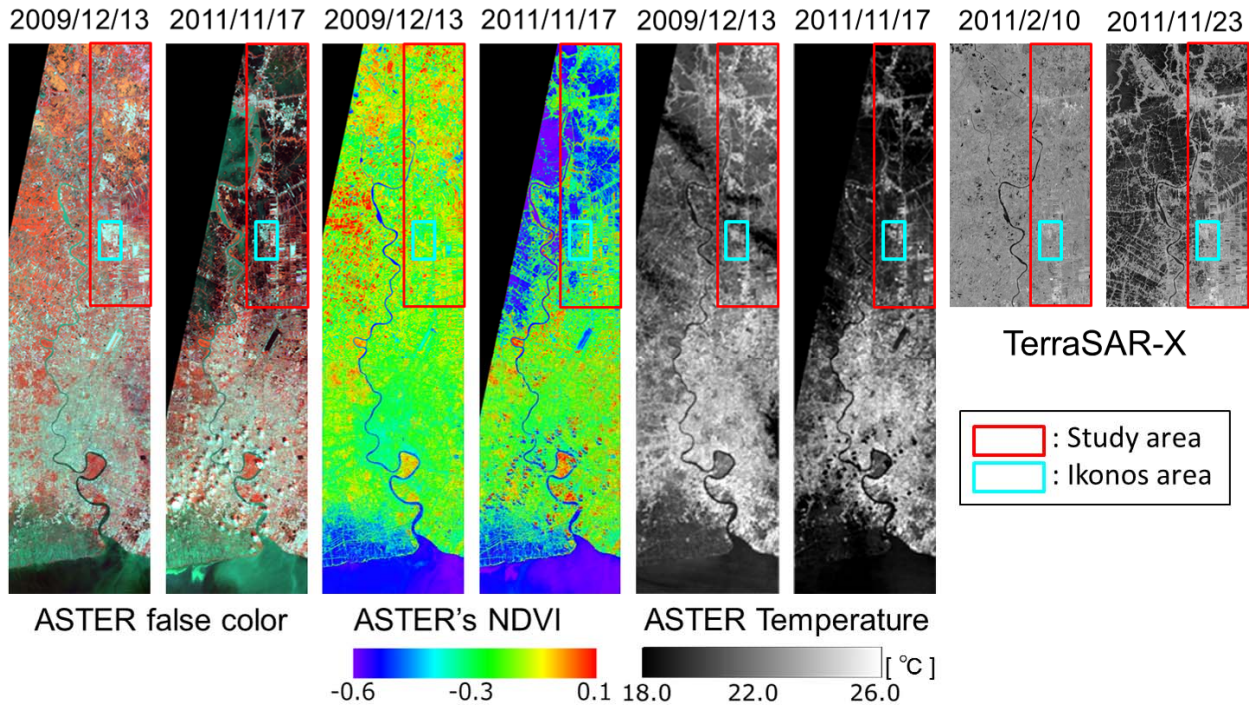 2009/12/13 2011/11/17 2009/12/13 2011/11/17 2009/12/13 2011/11/17 2011/2/10 2011/11/23
TerraSAR-X
: Study area
: Ikonos area
ASTER false color ASTER's NDVI ASTER Temperature
[ °C ]
-0.6 -0.3 0.1 18.0 22.0 26.0